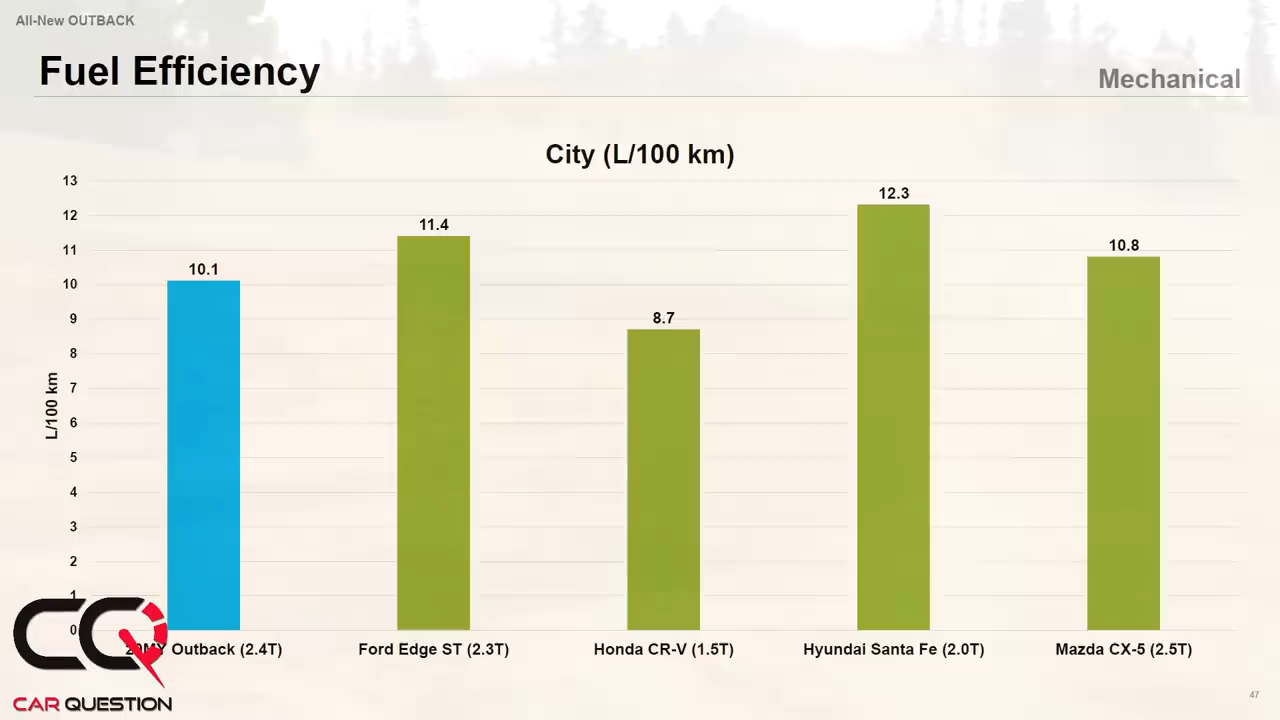 All-New OUTBACK
Fuel Efficiency
Mechanical
City (L/100 km)
13
12
11
10
9
8
7
6
5
4
3
2
1
0
L/100 km
10.1
11.4
8.7
12.3
10.8
20MY Outback (2.4T)
Ford Edge ST (2.3T)
Honda CR-V (1.5T)
Hyundai Santa Fe (2.0T)
Mazda CX-5 (2.5T)
CQ
CAR QUESTION
47